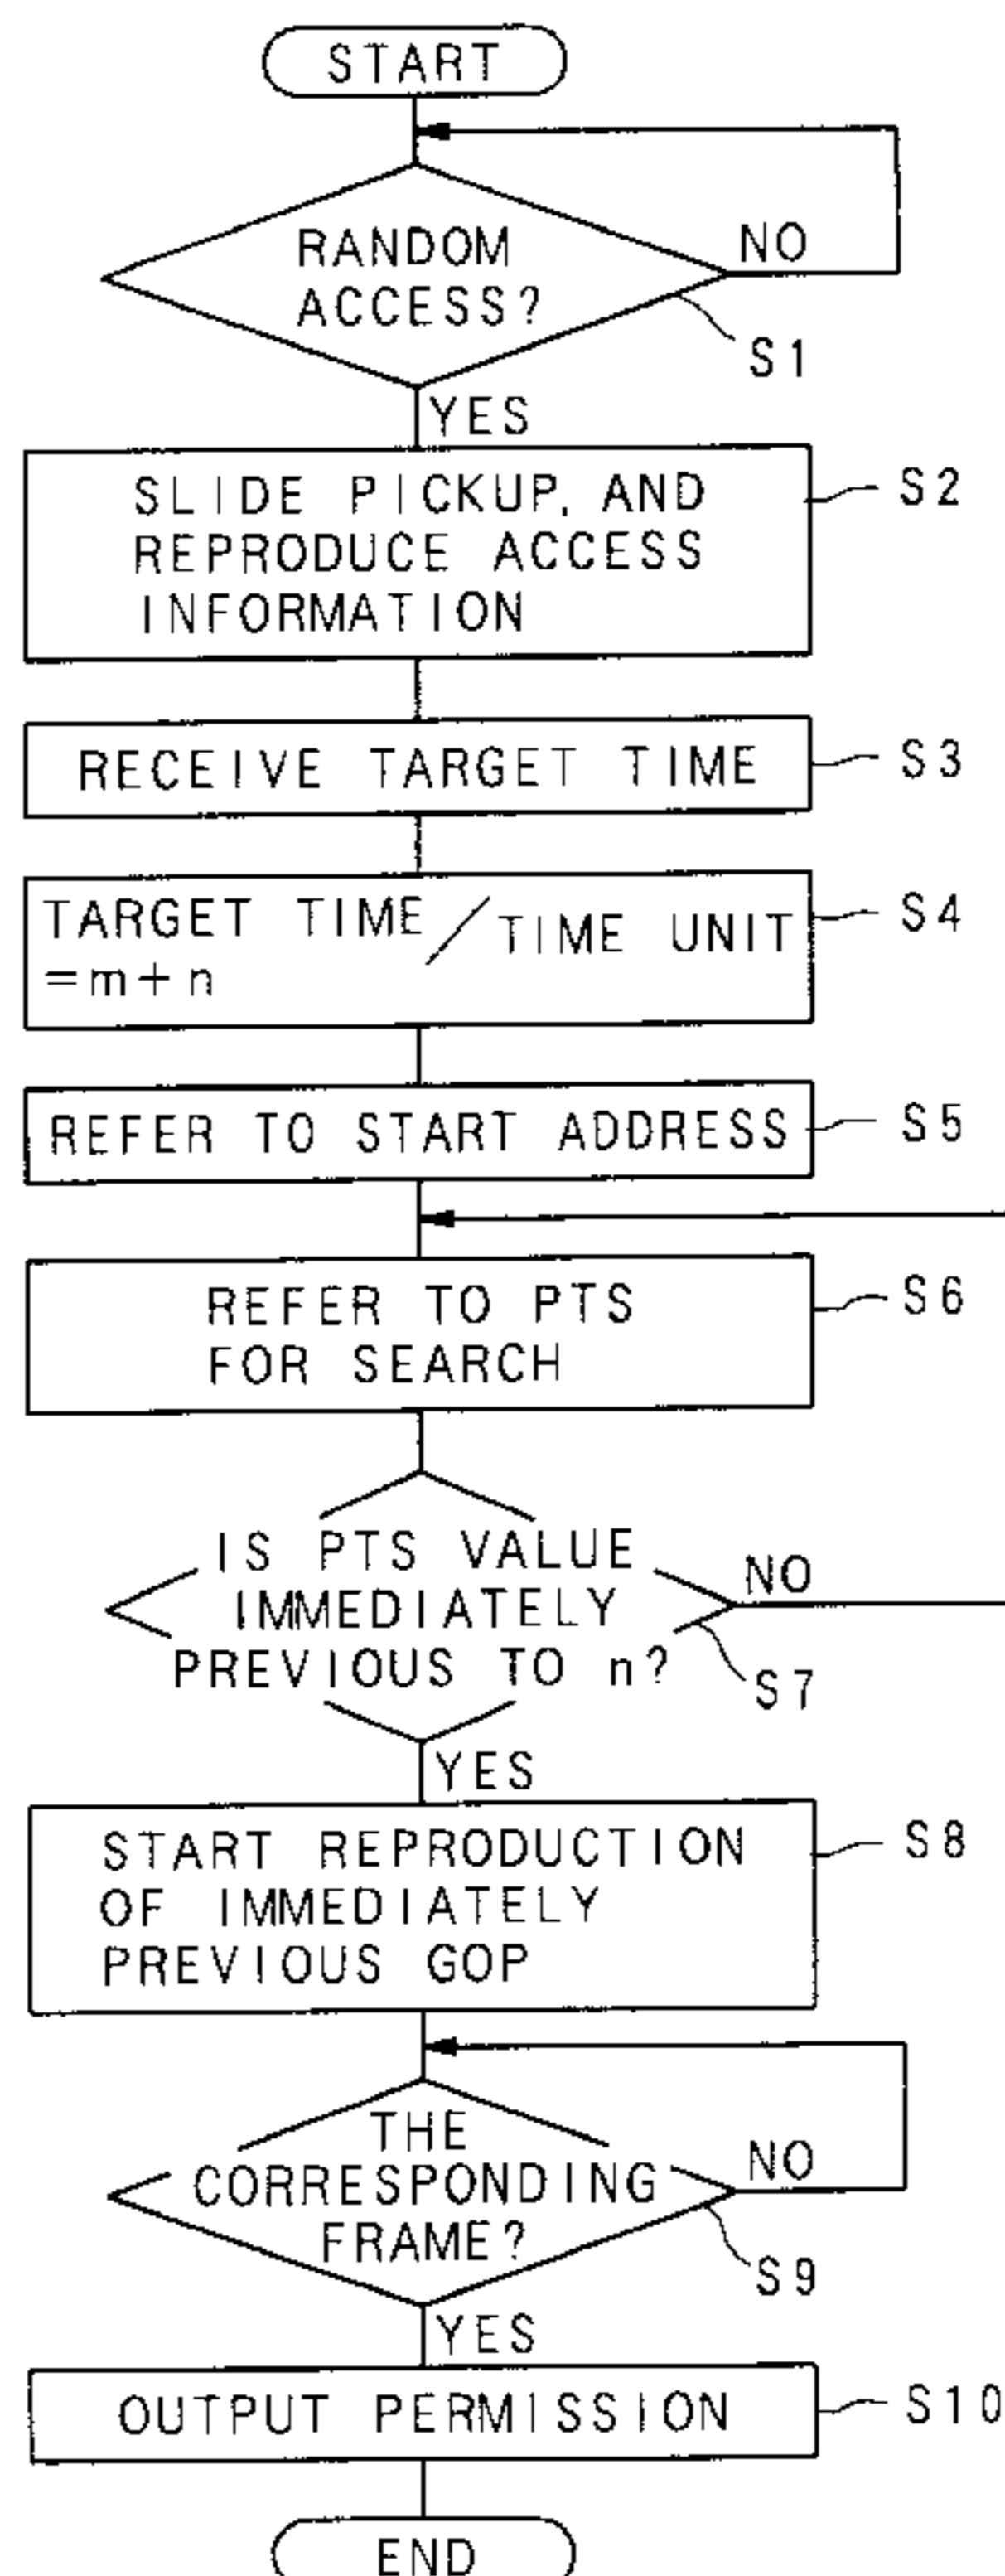 START
RANDOM
ACCESS?
NO
S1
YES
SLIDE PICKUP, AND
REPRODUCE ACCESS
INFORMATION
S2
RECEIVE TARGET TIME
S3
TARGET TIME / TIME UNIT
=m+n
S4
REFER TO START ADDRESS
S5
REFER TO PTS
FOR SEARCH
S6
IS PTS VALUE
IMMEDIATELY
PREVIOUS TO n?
NO
S7
YES
START REPRODUCTION
OF IMMEDIATELY
PREVIOUS GOP
S8
THE
CORRESPONDING
FRAME?
NO
S9
YES
OUTPUT PERMISSION
S10
END